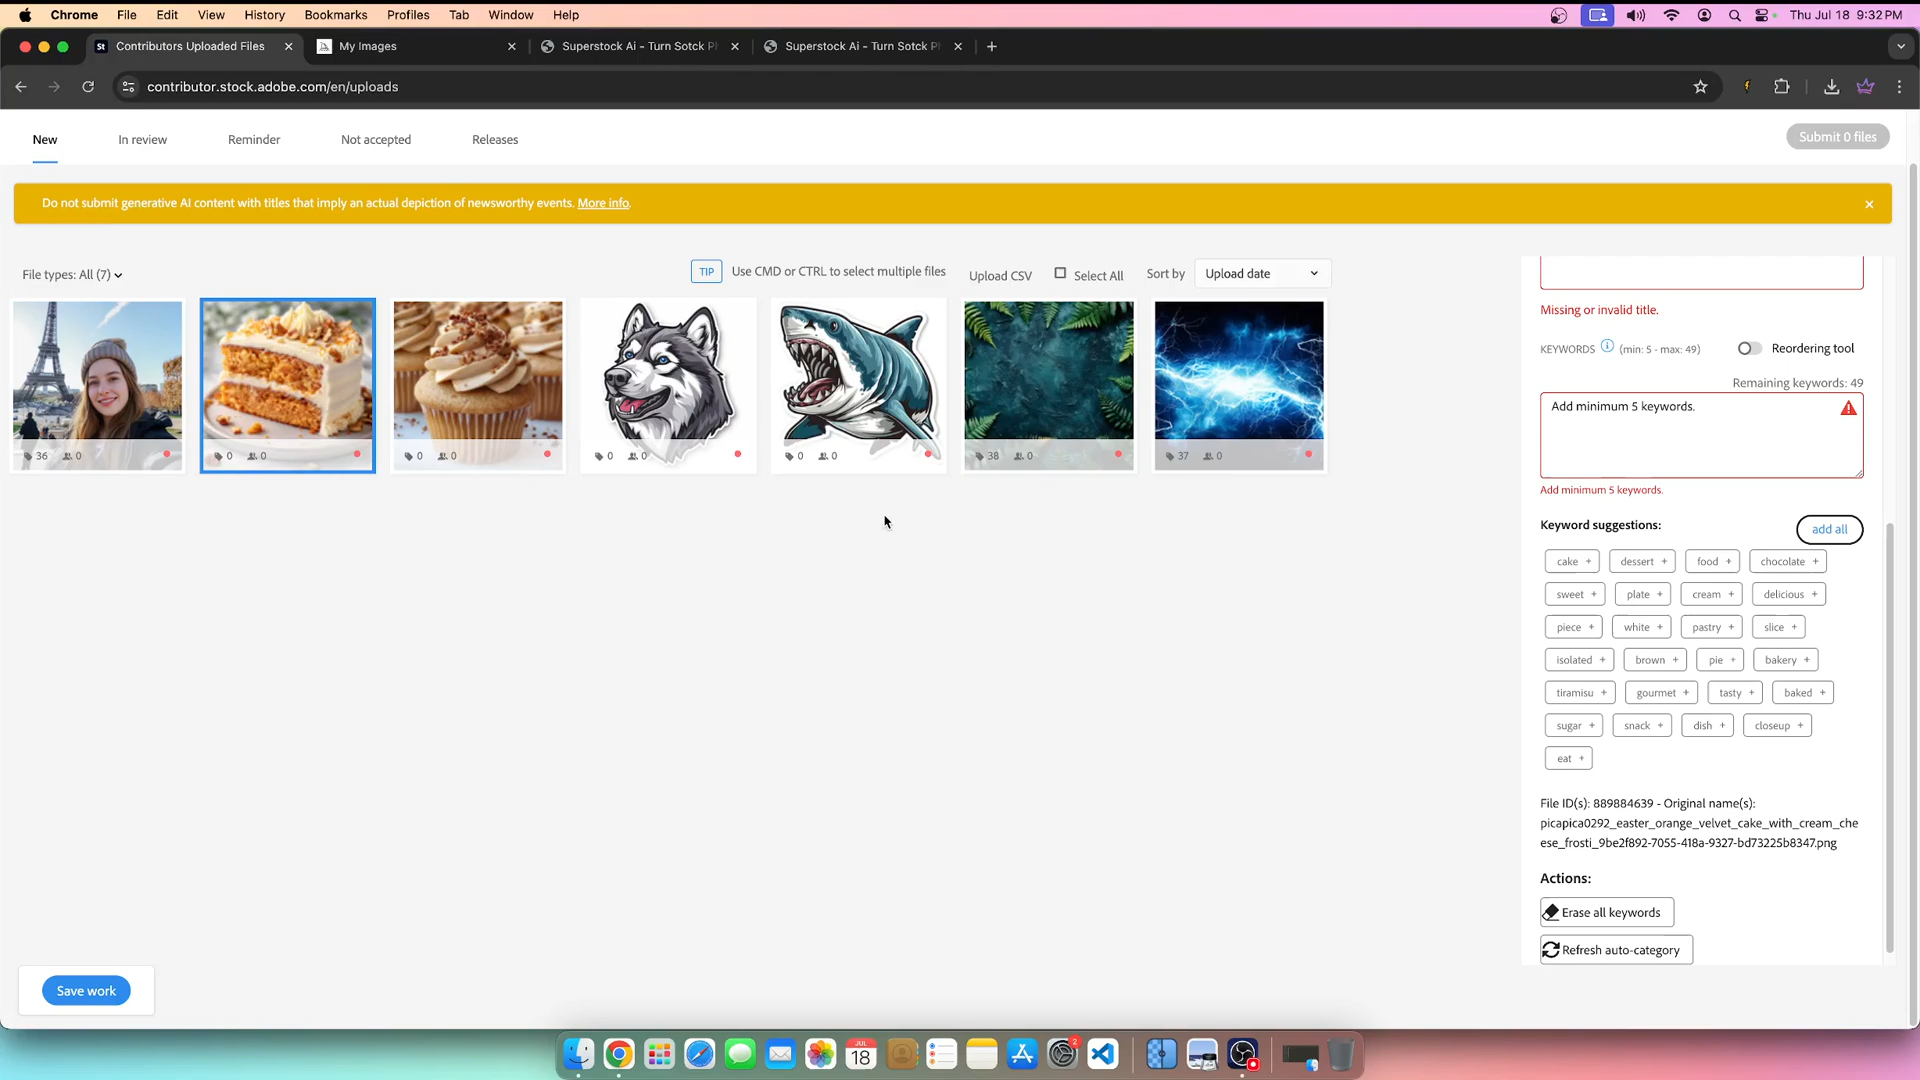 Chrome File Edit View History Bookmarks Profiles Tab Window Help Thu Jul 18 9:32 PM
St Contributors Uploaded Files My Images Superstock Ai - Turn Sotck P Superstock Ai - Turn Sotck P
contributor.stock.adobe.com/en/uploads
New In review Reminder Not accepted Releases Submit 0 files
Do not submit generative AI content with titles that imply an actual depiction of newsworthy events. More info.
File types: All (7) TIP Use CMD or CTRL to select multiple files Upload CSV Select All Sort by Upload date
Missing or invalid title.
KEYWORDS (min: 5 - max: 49) Reordering tool
Remaining keywords: 49
Add minimum 5 keywords.
36 0 0 0 0 0 0 0 0 0 38 0 37 0
Add minimum 5 keywords.
Keyword suggestions: add all
cake + dessert + food + chocolate +
sweet + plate + cream + delicious +
piece + white + pastry + slice +
isolated + brown + pie + bakery +
tiramisu + gourmet + tasty + baked +
sugar + snack + dish + closeup +
eat +
File ID(s): 889884639 - Original name(s):
picapica0292_easter_orange_velvet_cake_with_cream_che
ese_frosti_9be2f892-7055-418a-9327-bd73225b8347.png
Actions:
Erase all keywords
Refresh auto-category
Save work
JUL
18
2